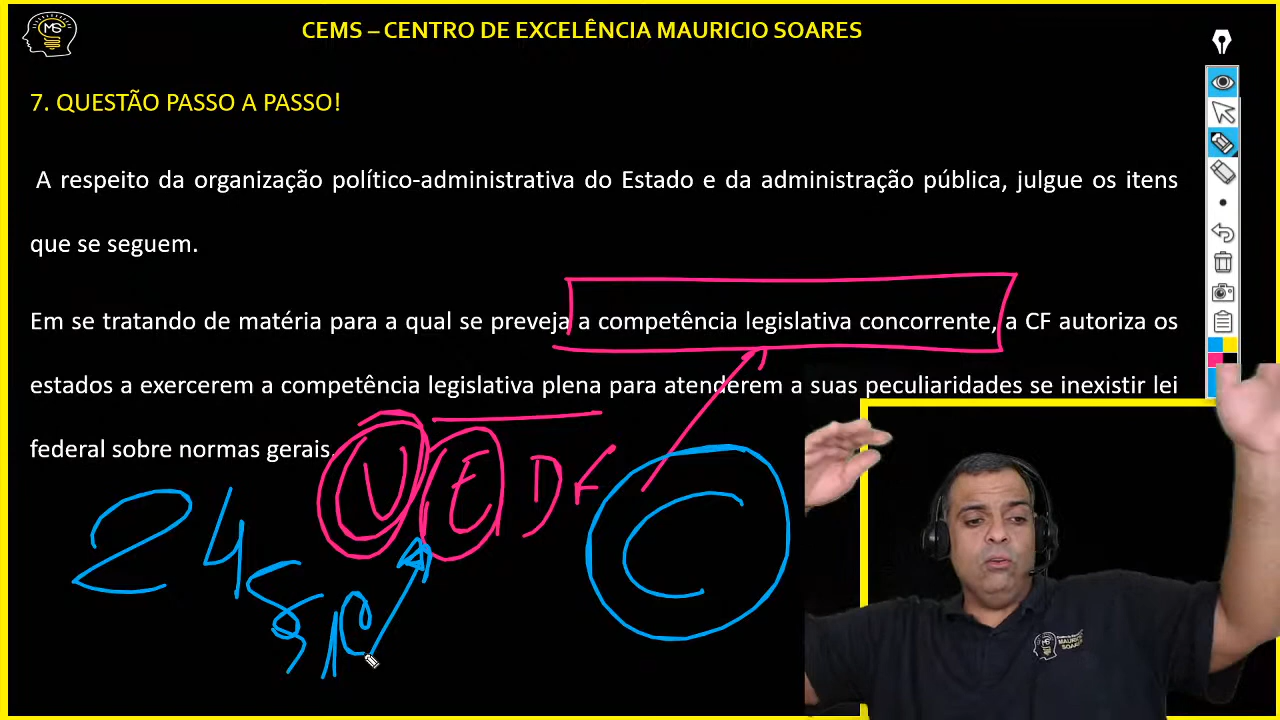 CEMS – CENTRO DE EXCELÊNCIA MAURICIO SOARES
7. QUESTÃO PASSO A PASSO!
A respeito da organização político-administrativa do Estado e da administração pública, julgue os itens
que se seguem.
Em se tratando de matéria para a qual se preveja a competência legislativa concorrente, a CF autoriza os
estados a exercerem a competência legislativa plena para atenderem a suas peculiaridades se inexistir lei
federal sobre normas gerais.
U E DF
C
24
§1º
MAURICIO
SOARES